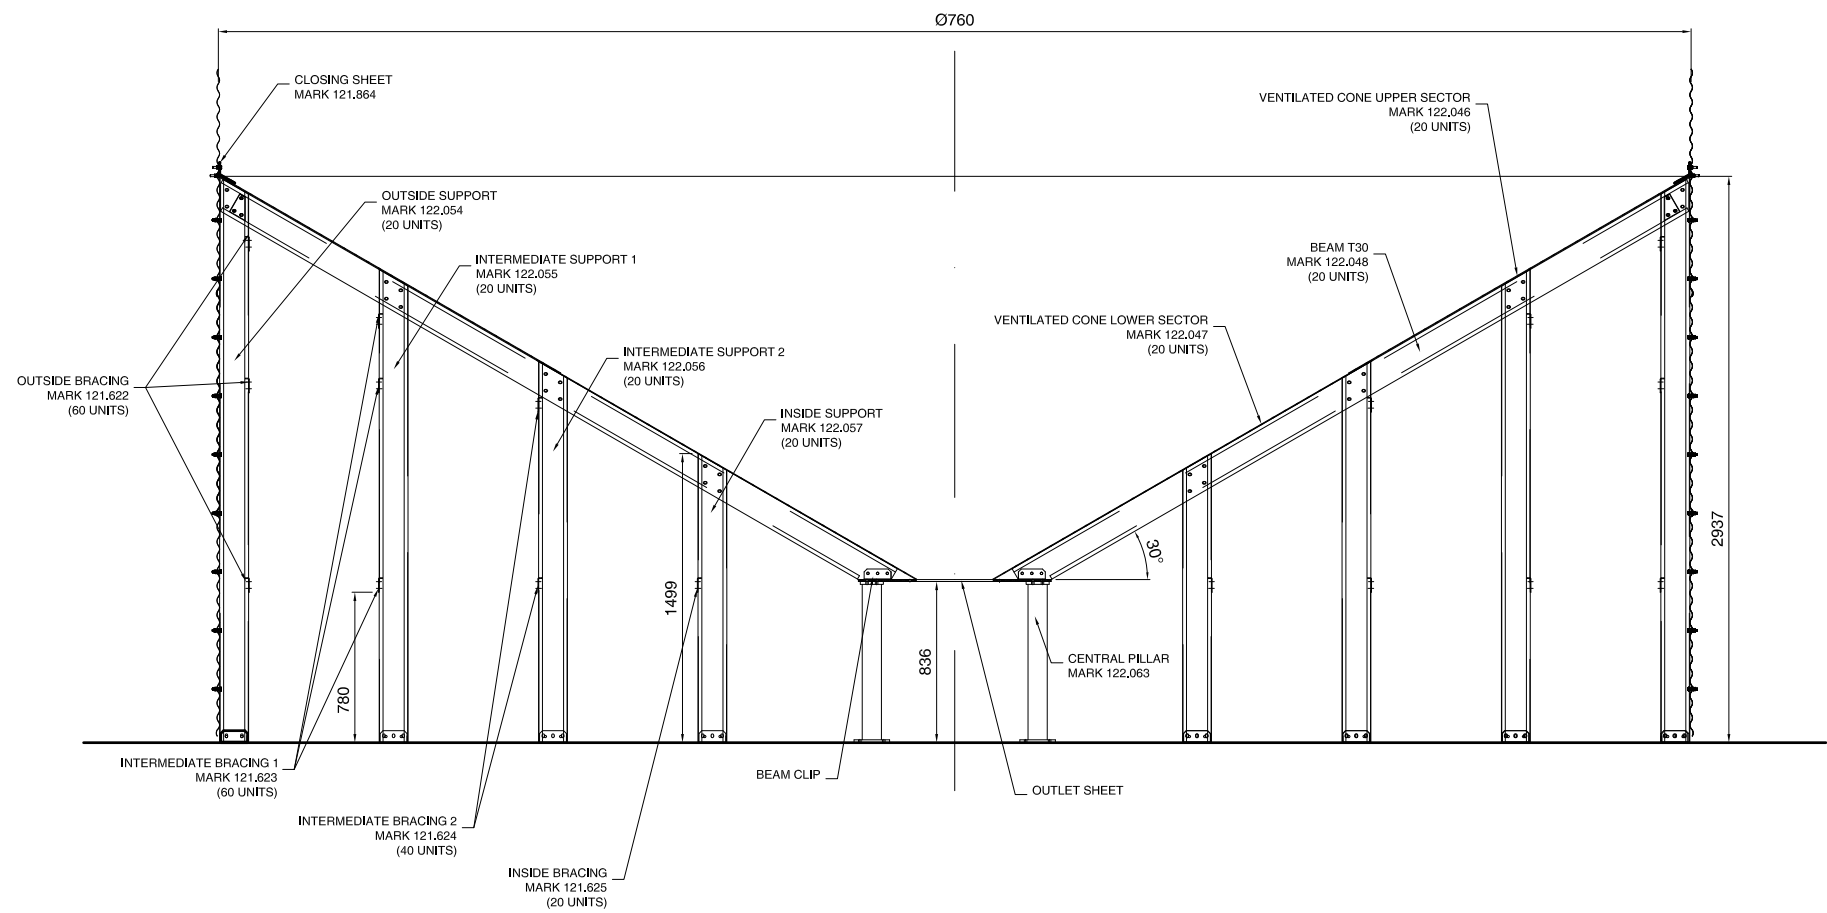 Ø760
CLOSING SHEET
MARK 121.864
VENTILATED CONE UPPER SECTOR
MARK 122.046
(20 UNITS)
OUTSIDE SUPPORT
MARK 122.054
(20 UNITS)
INTERMEDIATE SUPPORT 1
MARK 122.055
(20 UNITS)
BEAM T30
MARK 122.048
(20 UNITS)
VENTILATED CONE LOWER SECTOR
MARK 122.047
(20 UNITS)
INTERMEDIATE SUPPORT 2
MARK 122.056
(20 UNITS)
OUTSIDE BRACING
MARK 121.622
(60 UNITS)
INSIDE SUPPORT
MARK 122.057
(20 UNITS)
2937
30°
1499
836
780
CENTRAL PILLAR
MARK 122.063
INTERMEDIATE BRACING 1
MARK 121.623
(60 UNITS)
BEAM CLIP
OUTLET SHEET
INTERMEDIATE BRACING 2
MARK 121.624
(40 UNITS)
INSIDE BRACING
MARK 121.625
(20 UNITS)